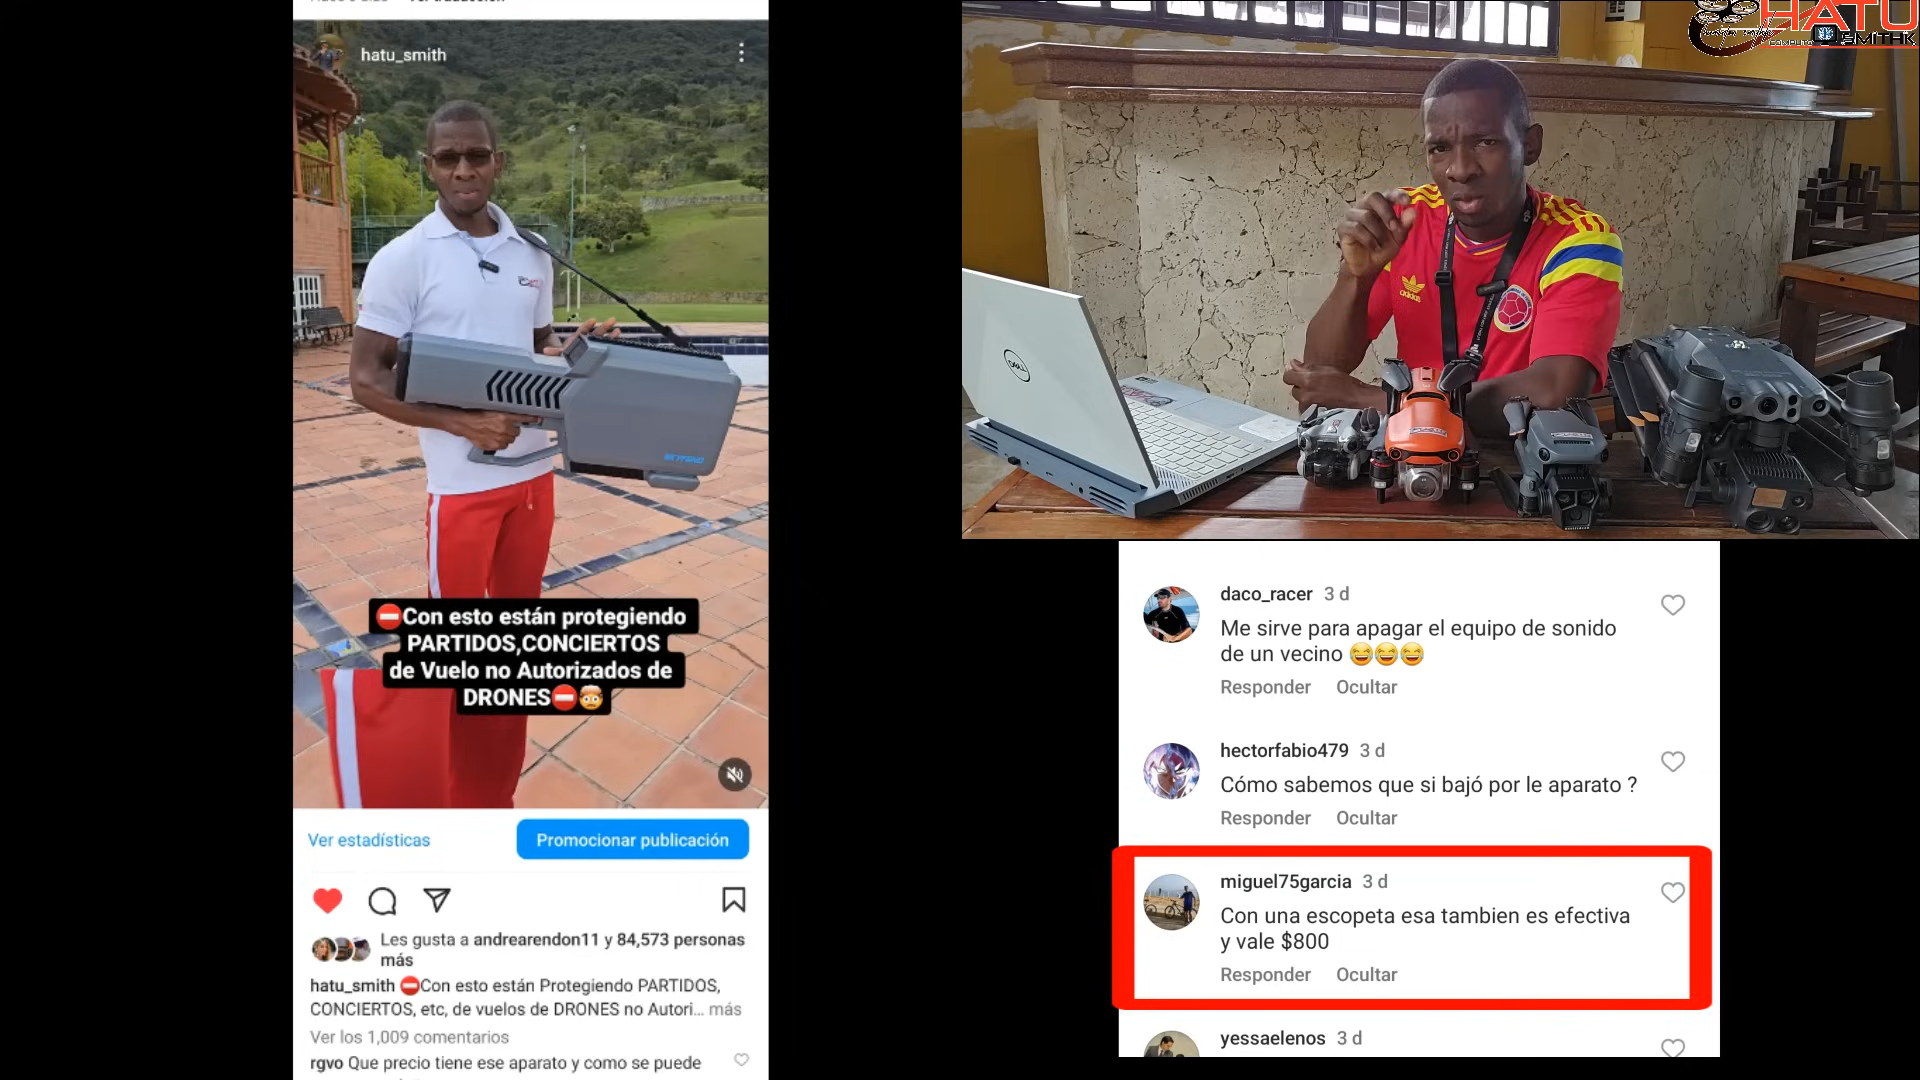 Ver traducción
hatu_smith
SKYFEND
⛔Con esto están protegiendo
PARTIDOS,CONCIERTOS
de Vuelo no Autorizados de
DRONES⛔🤯
Ver estadísticas
Promocionar publicación
Les gusta a andrearendon11 y 84,573 personas
más
hatu_smith ⛔Con esto están Protegiendo PARTIDOS,
CONCIERTOS, etc, de vuelos de DRONES no Autori... más
Ver los 1,009 comentarios
rgvo Que precio tiene ese aparato y como se puede
HATU
SMITHK
DELL
adidas
daco_racer 3 d
Me sirve para apagar el equipo de sonido
de un vecino 😆😆😆
Responder Ocultar
hectorfabio479 3 d
Cómo sabemos que si bajó por le aparato ?
Responder Ocultar
miguel75garcia 3 d
Con una escopeta esa tambien es efectiva
y vale $800
Responder Ocultar
yessaelenos 3 d